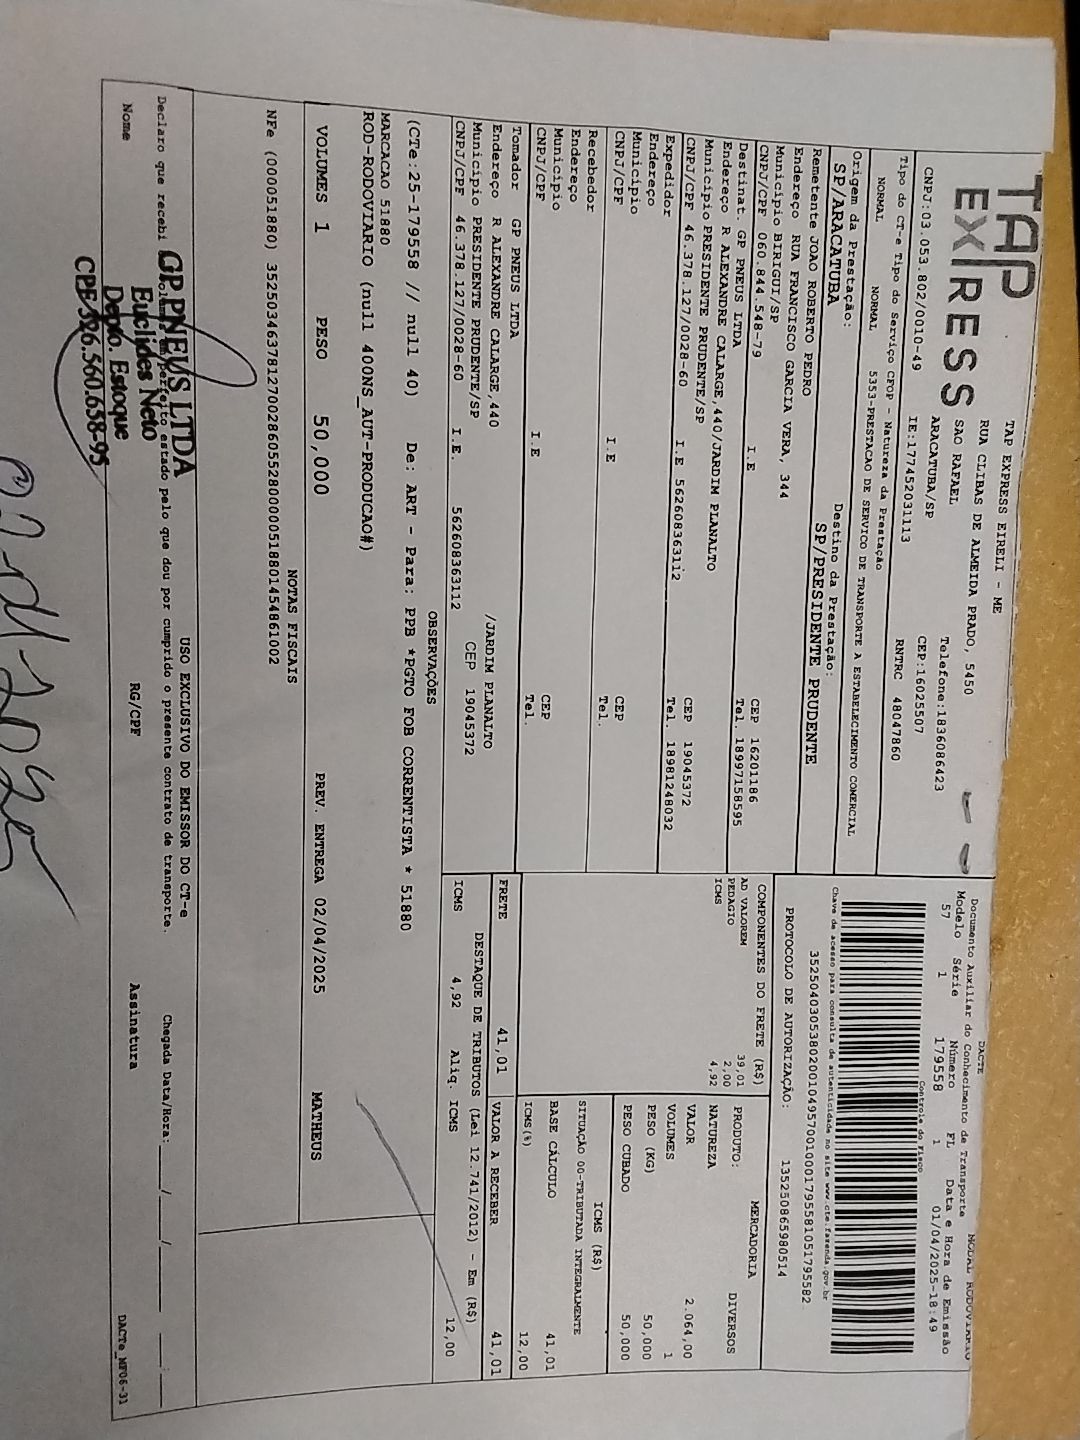 TAP
EXPRESS
TAP EXPRESS EIRELI - ME
RUA CLIBAS DE ALMEIDA PRADO, 5450
SAO RAFAEL
Telefone:1836086423
ARACATUBA/SP
CEP:16025507
CNPJ:03.053.802/0010-49
IE:177452031113
RNTRC 48047860
DACTE
MODAL RODOVIARIO
Documento Auxiliar do Conhecimento de Transporte
Modelo Série Número FL Data e Hora de Emissão
57 1 179558 1 01/04/2025-18:49
Controle do Fisco
Chave de acesso para consulta de autenticidade no site www.cte.fazenda.gov.br
35250403053802001049570010001795581051795582
PROTOCOLO DE AUTORIZAÇÃO: 135250865980514
Tipo do CT-e Tipo do Serviço CFOP - Natureza da Prestação
NORMAL NORMAL 5353-PRESTACAO DE SERVICO DE TRANSPORTE A ESTABELECIMENTO COMERCIAL
Origem da Prestação: Destino da Prestação:
SP/ARACATUBA SP/PRESIDENTE PRUDENTE
Remetente JOAO ROBERTO PEDRO
Endereço RUA FRANCISCO GARCIA VERA, 344
Município BIRIGUI/SP CEP 16201186
CNPJ/CPF 060.844.548-79 I.E Tel. 18997158595
Destinat. GP PNEUS LTDA
Endereço R ALEXANDRE CALARGE,440/JARDIM PLANALTO
Município PRESIDENTE PRUDENTE/SP CEP 19045372
CNPJ/CPF 46.378.127/0028-60 I.E 562608363112 Tel. 18981248032
Expedidor
Endereço
Município CEP
CNPJ/CPF I.E Tel.
Recebedor
Endereço
Município CEP
CNPJ/CPF I.E Tel.
Tomador GP PNEUS LTDA
Endereço R ALEXANDRE CALARGE,440 /JARDIM PLANALTO
Município PRESIDENTE PRUDENTE/SP CEP 19045372
CNPJ/CPF 46.378.127/0028-60 I.E. 562608363112
COMPONENTES DO FRETE (R$)
AD VALOREM 39,01
PEDAGIO 2,00
ICMS 4,92
PRODUTO: MERCADORIA
NATUREZA DIVERSOS
VALOR 2.064,00
VOLUMES 1
PESO (KG) 50,000
PESO CUBADO 50,000
ICMS (R$)
SITUAÇÃO 00-TRIBUTADA INTEGRALMENTE
BASE CÁLCULO 41,01
ICMS(%) 12,00
FRETE 41,01 VALOR A RECEBER 41,01
DESTAQUE DE TRIBUTOS (Lei 12.741/2012) - Em (R$)
ICMS 4,92 Aliq. ICMS 12,00
OBSERVAÇÕES
(CTe:25-179558 // null 40) De: ART - Para: PPB *PGTO FOB CORRENTISTA * 51880
MARCACAO 51880
ROD-RODOVIARIO (null 400NS_AUT-PRODUCAO#)
VOLUMES 1 PESO 50,000 PREV. ENTREGA 02/04/2025 MATHEUS
NOTAS FISCAIS
NFe (000051880) 35250346378127002860552800000518801454861002
USO EXCLUSIVO DO EMISSOR DO CT-e
Declaro que recebi perfeito estado pelo que dou por cumprido o presente contrato de transporte. Chegada Data/Hora: ___/___/___ ___:___
Nome RG/CPF Assinatura
GP PNEUS LTDA
Euclides Neto
Depto. Estoque
CPF 526.560.658-95
DACTe_MF06-31